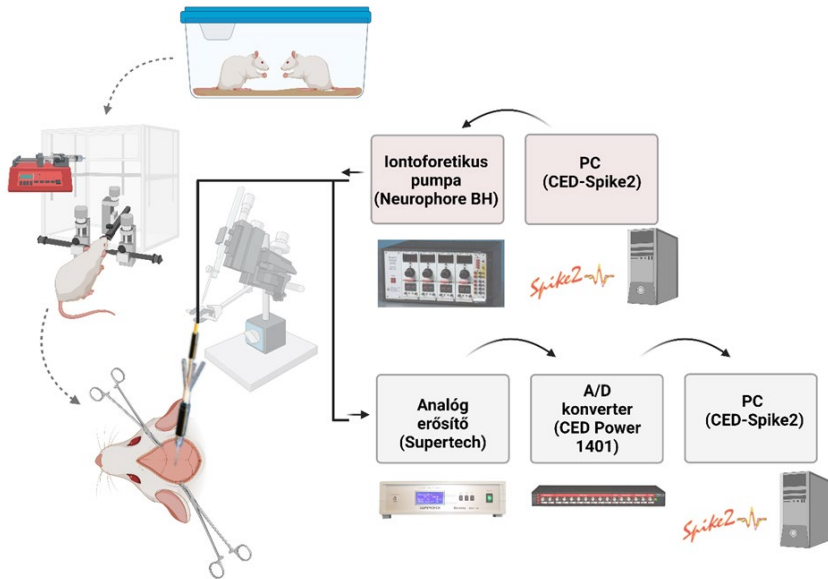 Iontoforetikus
pumpa
(Neurophore BH)
PC
(CED-Spike2)
Spike2
Analóg
erősítő
(Supertech)
A/D
konverter
(CED Power
1401)
PC
(CED-Spike2)
SUPERTECH
Spike2